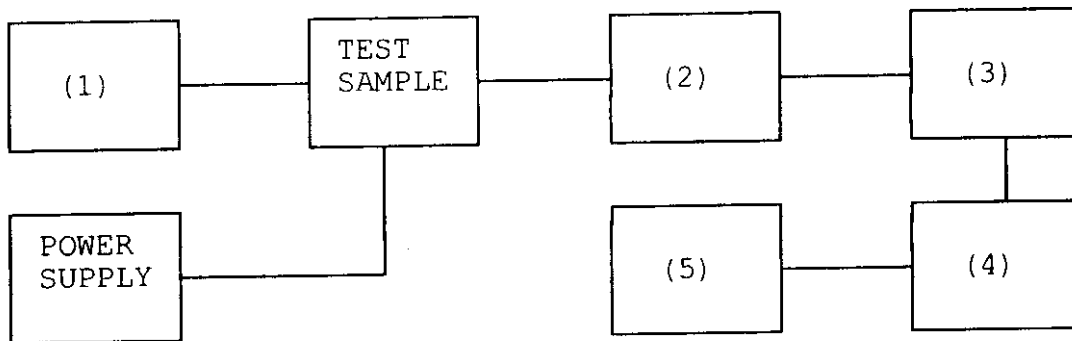 (1)
TEST
SAMPLE
(2)
(3)
POWER
SUPPLY
(5)
(4)